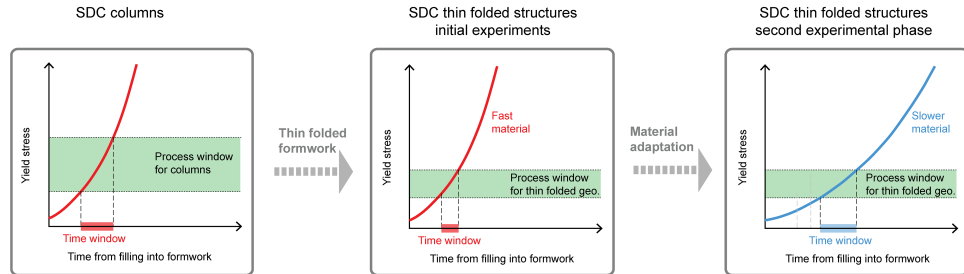 SDC columns
Yield stress
Process window
for columns
Time window
Time from filling into formwork
Thin folded
formwork
SDC thin folded structures
initial experiments
Yield stress
Fast
material
Process window
for thin folded geo.
Time window
Time from filling into formwork
Material
adaptation
SDC thin folded structures
second experimental phase
Yield stress
Slower
material
Process window
for thin folded geo.
Time window
Time from filling into formwork